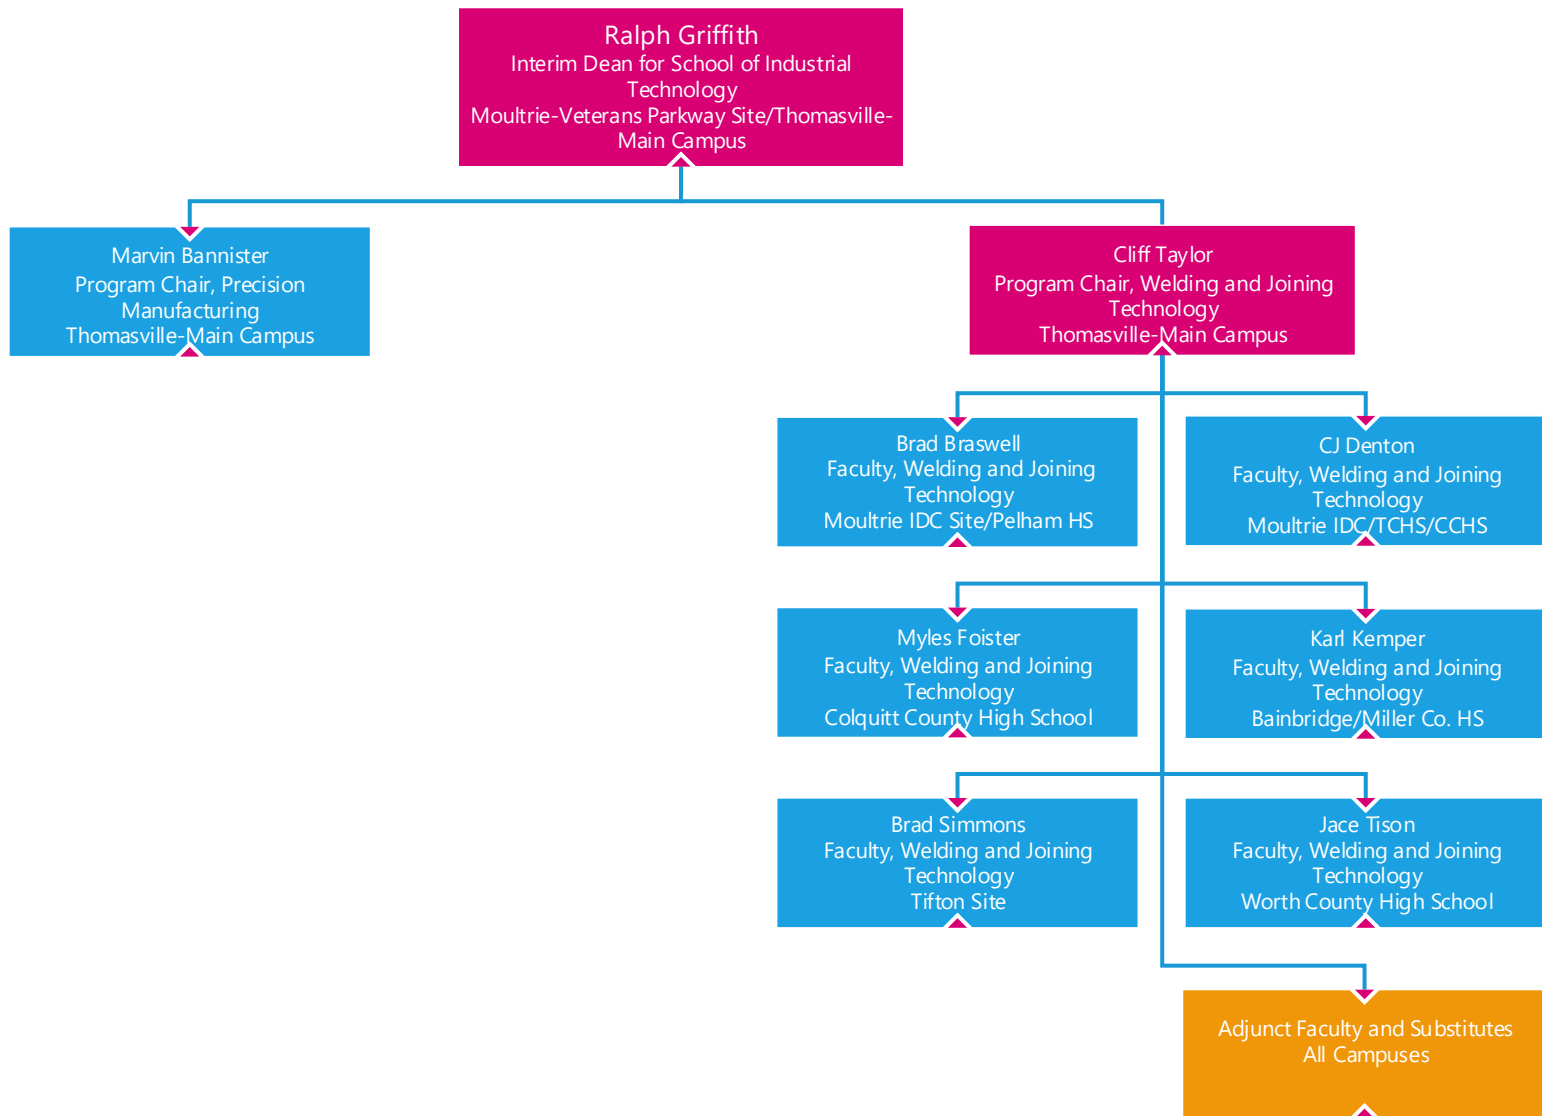 Ralph Griffith
Interim Dean for School of Industrial
Technology
Moultrie-Veterans Parkway Site/Thomasville-
Main Campus
Marvin Bannister
Program Chair, Precision
Manufacturing
Thomasville-Main Campus
Cliff Taylor
Program Chair, Welding and Joining
Technology
Thomasville-Main Campus
Brad Braswell
Faculty, Welding and Joining
Technology
Moultrie IDC Site/Pelham HS
CJ Denton
Faculty, Welding and Joining
Technology
Moultrie IDC/TCHS/CCHS
Myles Foister
Faculty, Welding and Joining
Technology
Colquitt County High School
Karl Kemper
Faculty, Welding and Joining
Technology
Bainbridge/Miller Co. HS
Brad Simmons
Faculty, Welding and Joining
Technology
Tifton Site
Jace Tison
Faculty, Welding and Joining
Technology
Worth County High School
Adjunct Faculty and Substitutes
All Campuses